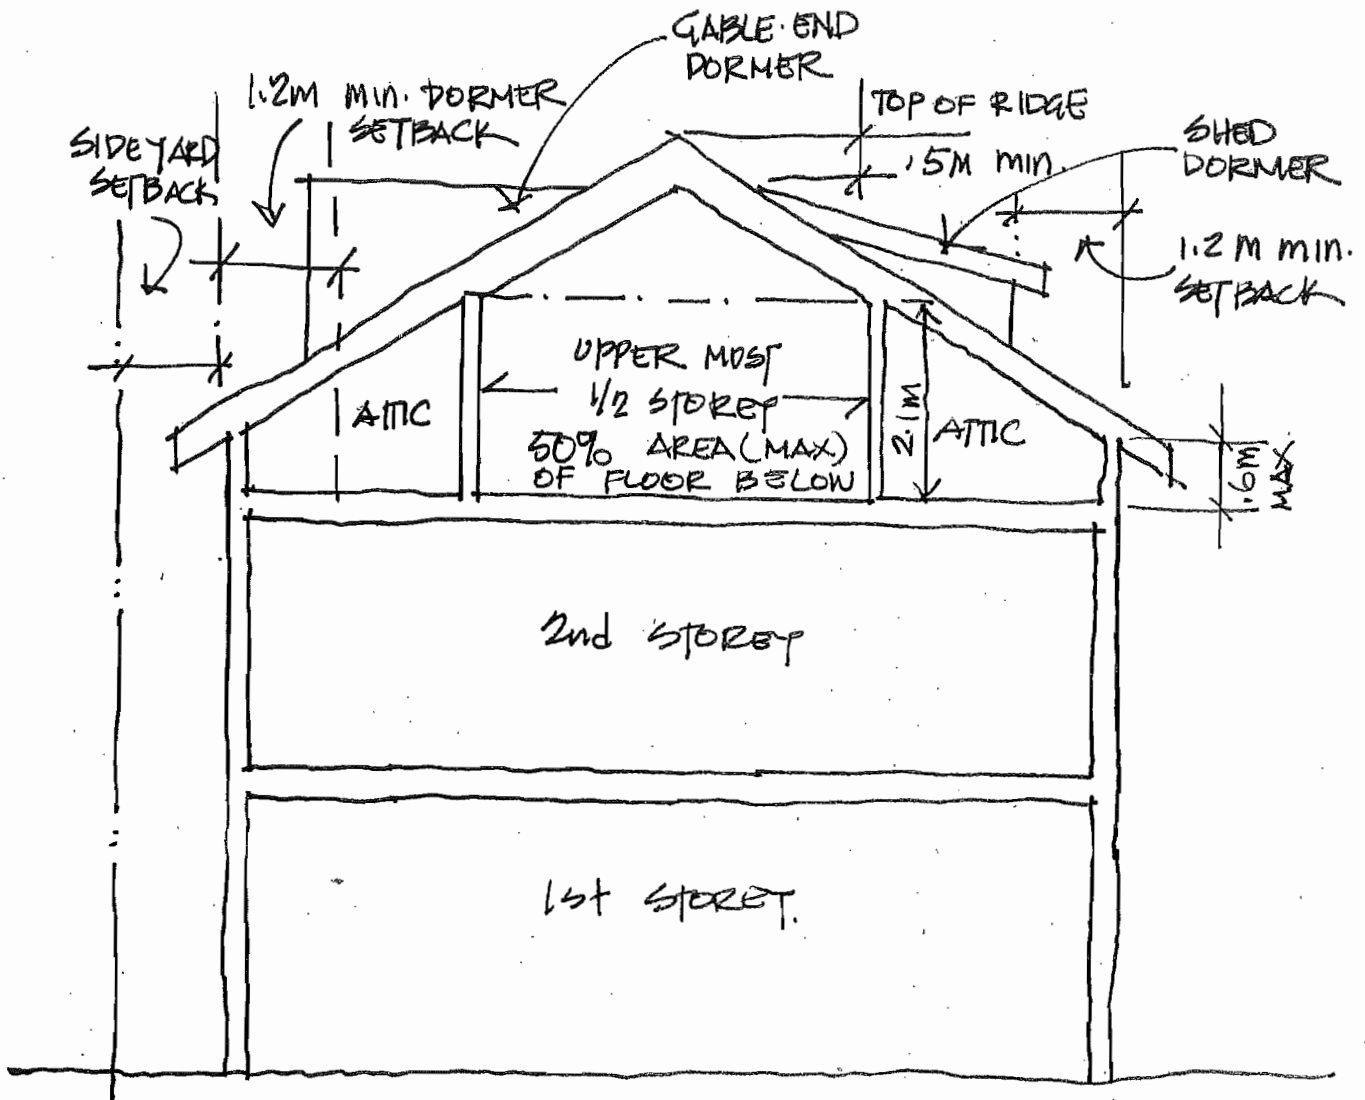 GABLE-END
DORMER
1.2M MIN. DORMER
SETBACK
SIDEYARD
SETBACK
TOP OF RIDGE
.5M MIN.
SHED
DORMER
1.2 M MIN.
SETBACK
UPPER MOST
1/2 STOREY
50% AREA (MAX)
OF FLOOR BELOW
ATTIC
2.1M
ATTIC
.6M
MAX
2nd STOREY
1st STOREY.